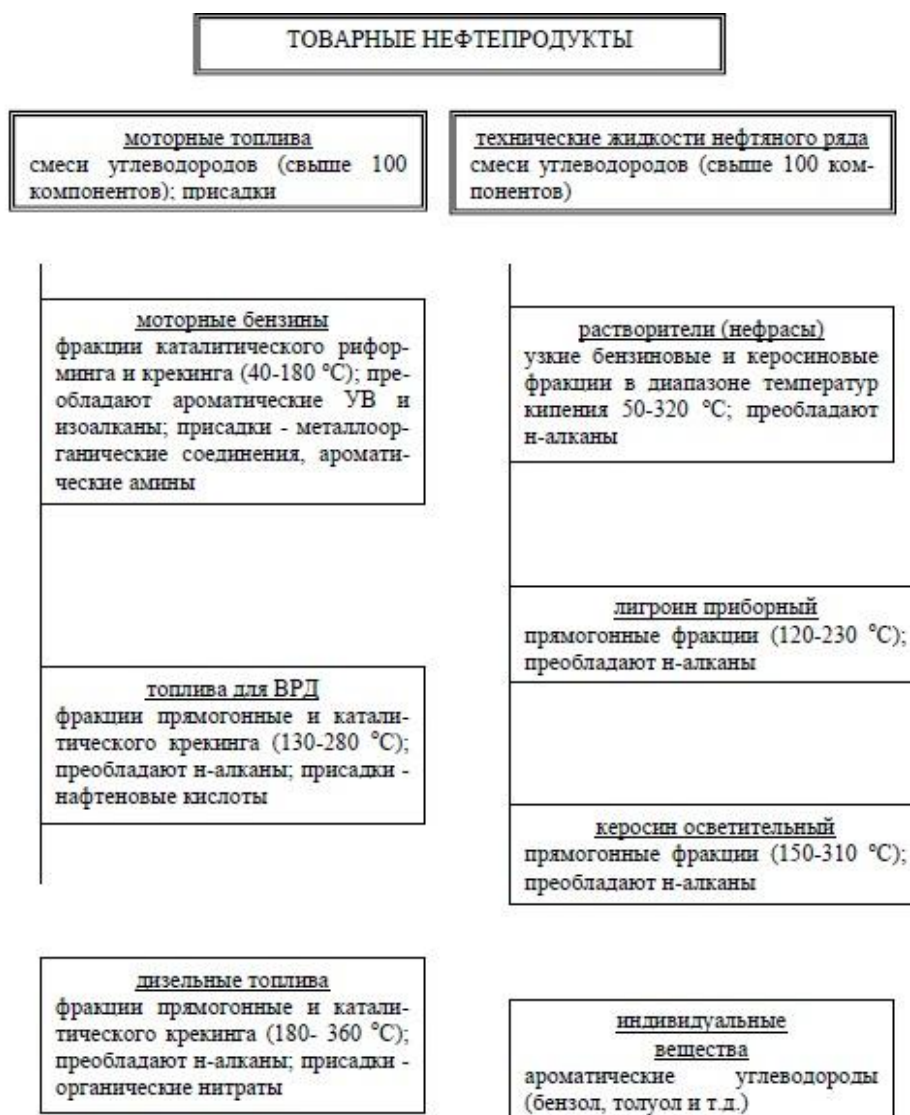 ТОВАРНЫЕ НЕФТЕПРОДУКТЫ
моторные топлива
смеси углеводородов (свыше 100
компонентов); присадки
технические жидкости нефтяного ряда
смеси углеводородов (свыше 100 ком-
понентов)
моторные бензины
фракции каталитического рифор-
минга и крекинга (40-180 °С); пре-
обладают ароматические УВ и
изоалканы; присадки - металлоор-
ганические соединения, аромати-
ческие амины
топлива для ВРД
фракции прямогонные и катали-
тического крекинга (130-280 °С);
преобладают н-алканы; присадки -
нафтеновые кислоты
дизельные топлива
фракции прямогонные и катали-
тического крекинга (180- 360 °С);
преобладают н-алканы; присадки -
органические нитраты
растворители (нефрасы)
узкие бензиновые и керосиновые
фракции в диапазоне температур
кипения 50-320 °С; преобладают
н-алканы
лигроин приборный
прямогонные фракции (120-230 °С);
преобладают н-алканы
керосин осветительный
прямогонные фракции (150-310 °С);
преобладают н-алканы
индивидуальные
вещества
ароматические углеводороды
(бензол, толуол и т.д.)